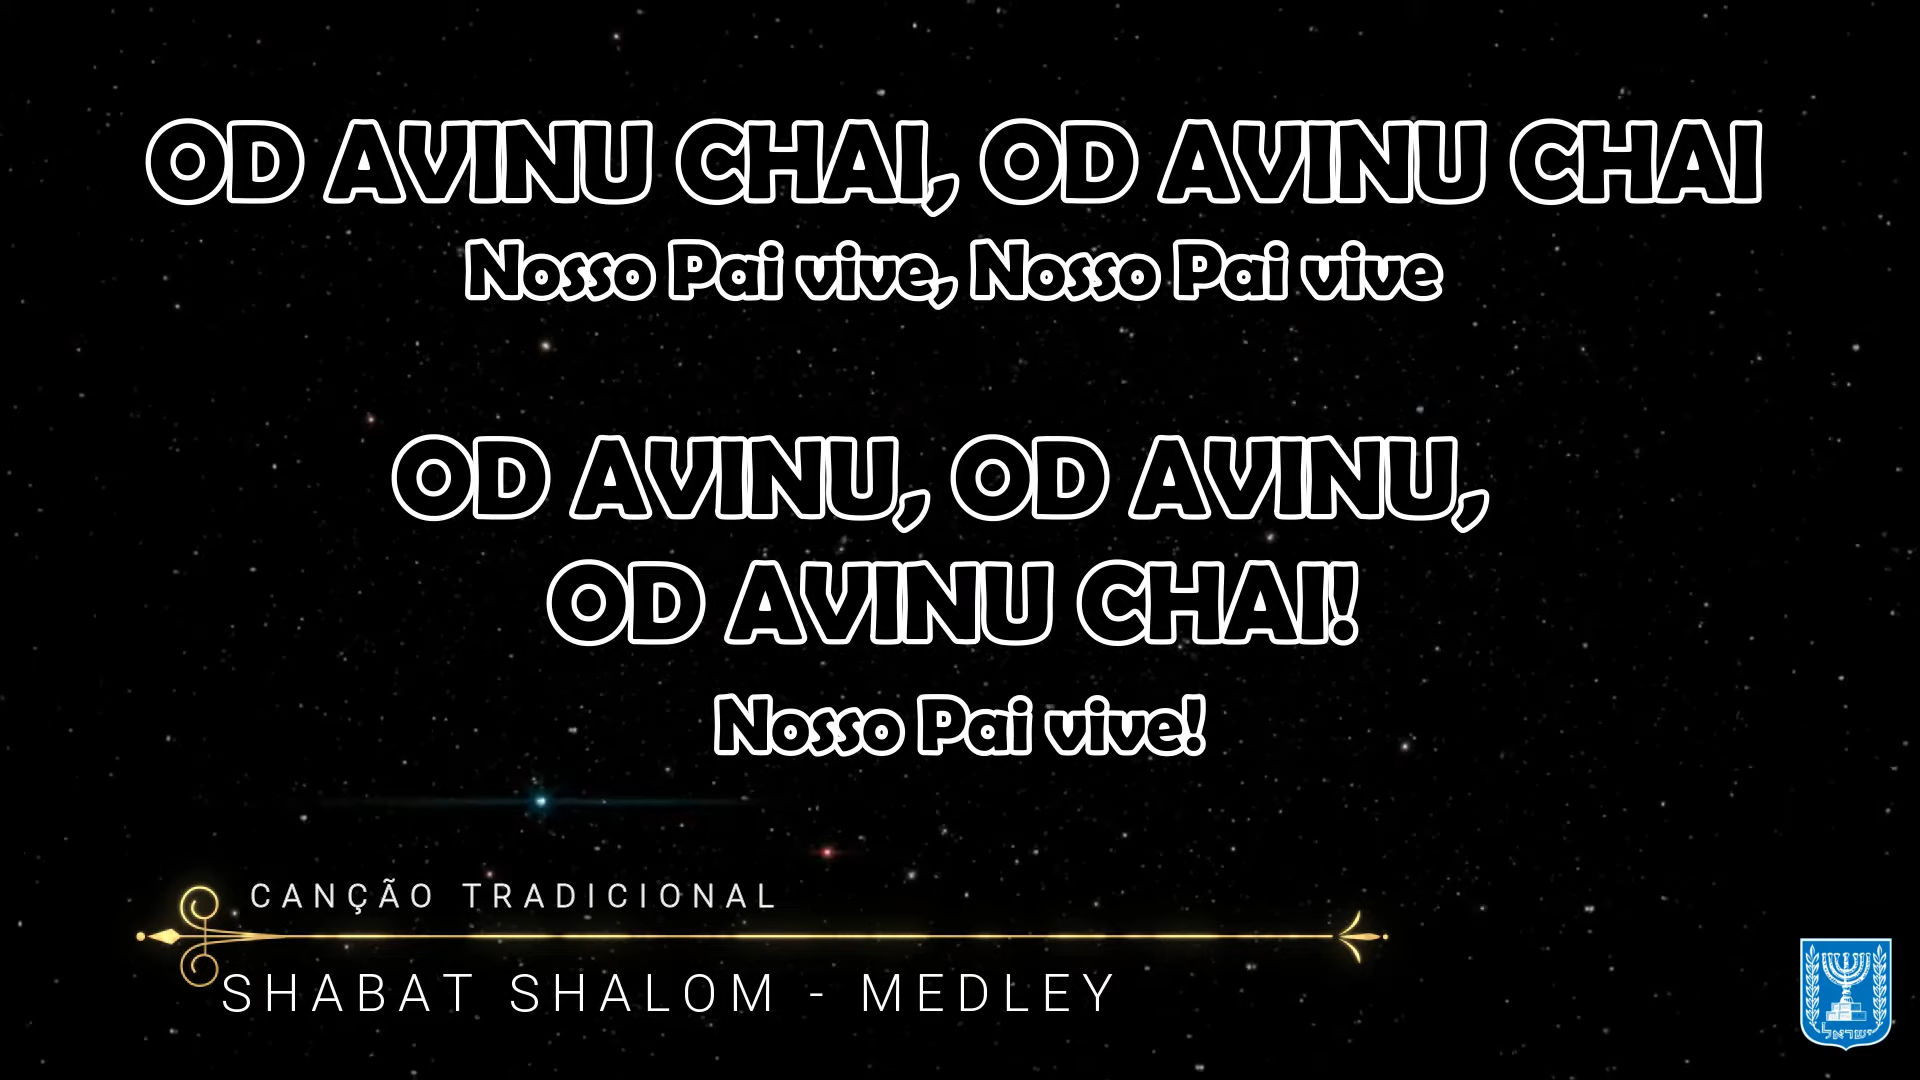 OD AVINU CHAI, OD AVINU CHAI
Nosso Pai vive, Nosso Pai vive
OD AVINU, OD AVINU,
OD AVINU CHAI!
Nosso Pai vive!
CANÇÃO TRADICIONAL
SHABAT SHALOM - MEDLEY
ישראל